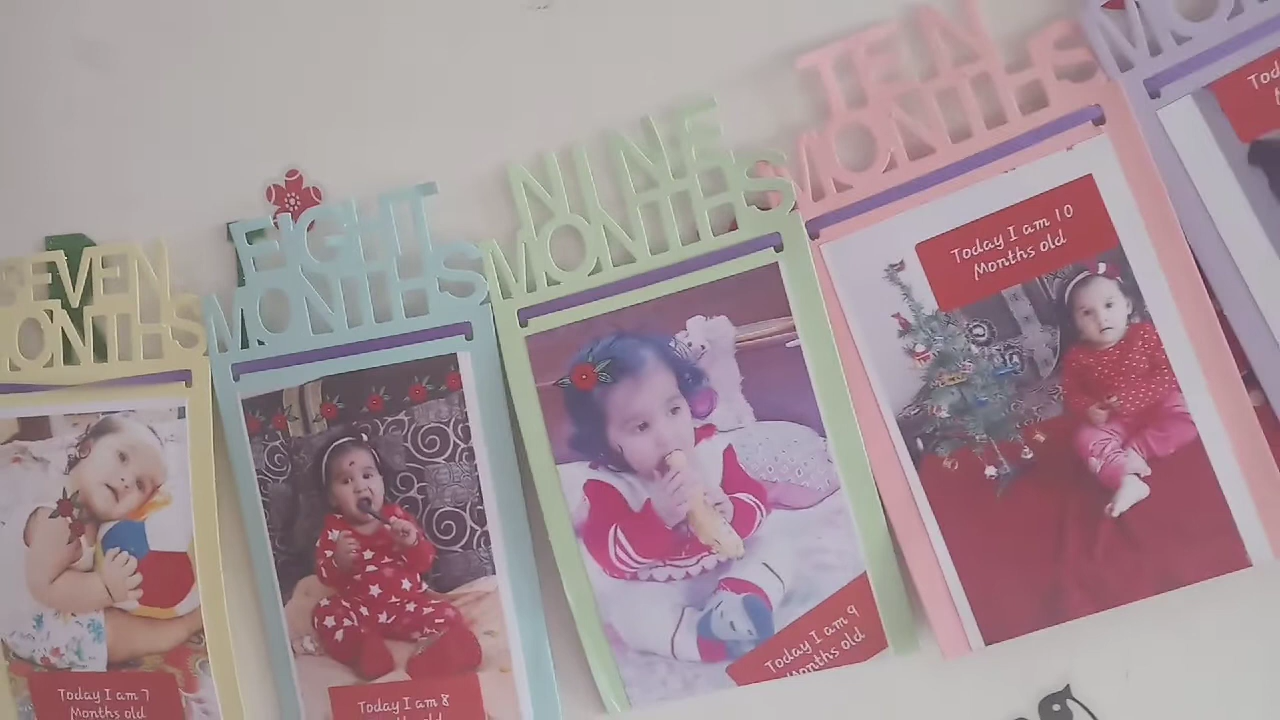 SEVEN
MONTHS
Today I am 7
Months old
EIGHT
MONTHS
Today I am 8
NINE
MONTHS
Today I am 9
Months old
TEN
MONTHS
Today I am 10
Months old